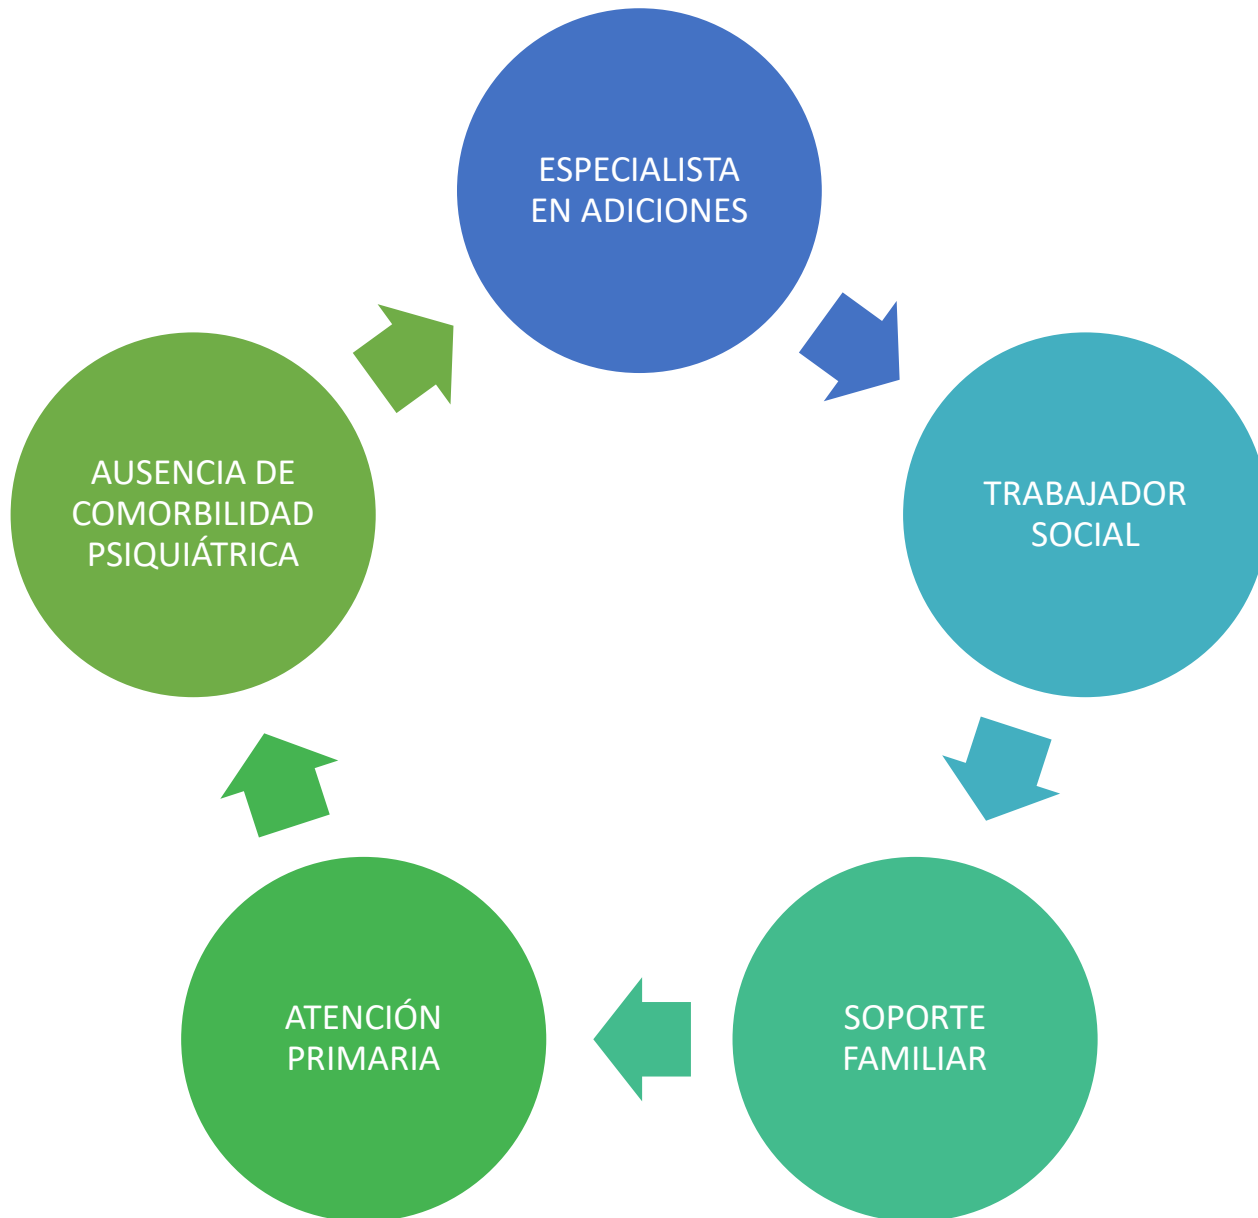 ESPECIALISTA
EN ADICIONES
TRABAJADOR
SOCIAL
SOPORTE
FAMILIAR
ATENCIÓN
PRIMARIA
AUSENCIA DE
COMORBILIDAD
PSIQUIÁTRICA